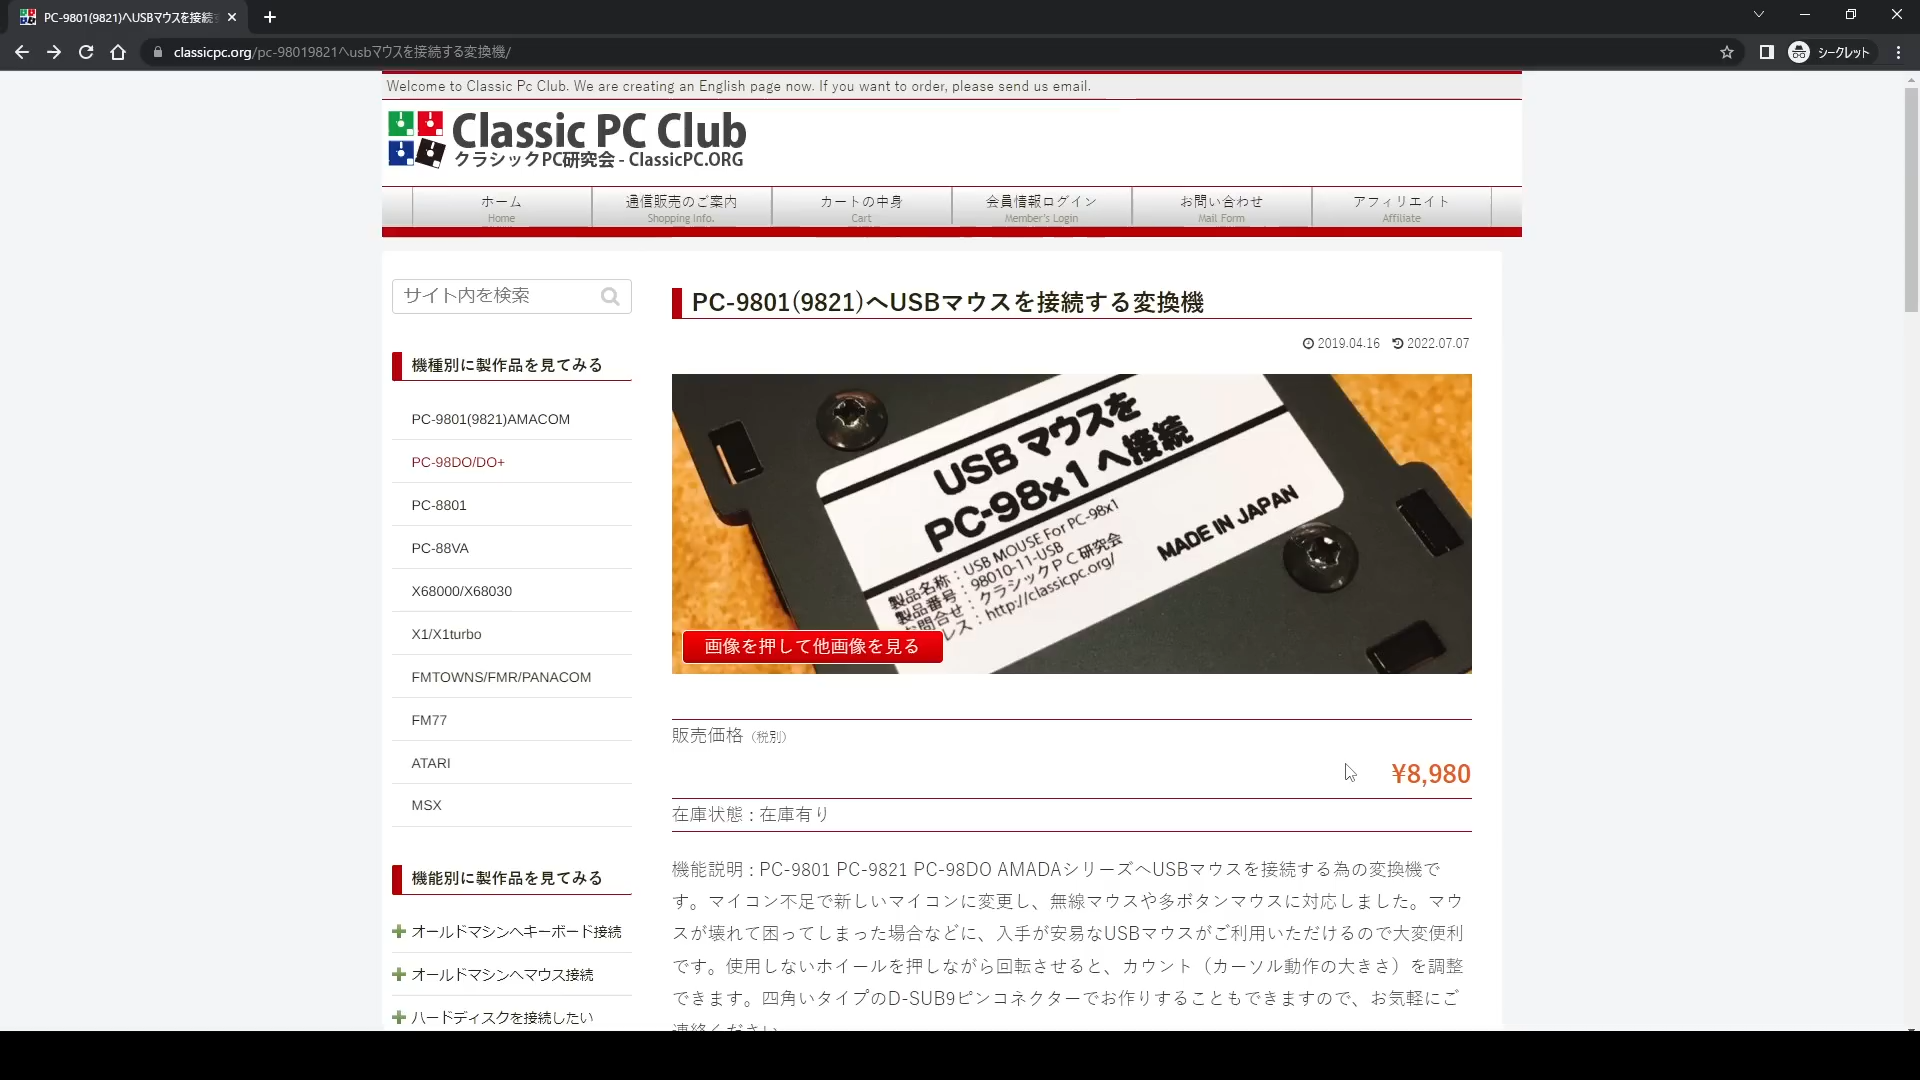 PC-9801(9821)へUSBマウスを接続
classicpc.org/pc-98019821へusbマウスを接続する変換機/
シークレット
Welcome to Classic Pc Club. We are creating an English page now. If you want to order, please send us email.
Classic PC Club
クラシックPC研究会 - ClassicPC.ORG
ホーム
Home
通信販売のご案内
Shopping Info.
カートの中身
Cart
会員情報ログイン
Member's Login
お問い合わせ
Mail Form
アフィリエイト
Affiliate
サイト内を検索
機種別に製作品を見てみる
PC-9801(9821)AMACOM
PC-98DO/DO+
PC-8801
PC-88VA
X68000/X68030
X1/X1turbo
FMTOWNS/FMR/PANACOM
FM77
ATARI
MSX
機能別に製作品を見てみる
オールドマシンへキーボード接続
オールドマシンへマウス接続
ハードディスクを接続したい
PC-9801(9821)へUSBマウスを接続する変換機
2019.04.16 2022.07.07
USB マウスを
PC-98x1 へ接続
USB MOUSE For PC-98x1
製品名称：
製品番号：98010-11-USB
お問合せ：クラシックPC研究会
レス：http://classicpc.org/
MADE IN JAPAN
画像を押して他画像を見る
販売価格（税別）
¥8,980
在庫状態 : 在庫有り
機能説明 : PC-9801 PC-9821 PC-98DO AMADAシリーズへUSBマウスを接続する為の変換機で
す。マイコン不足で新しいマイコンに変更し、無線マウスや多ボタンマウスに対応しました。マウ
スが壊れて困ってしまった場合などに、入手が安易なUSBマウスがご利用いただけるので大変便利
です。使用しないホイールを押しながら回転させると、カウント（カーソル動作の大きさ）を調整
できます。四角いタイプのD-SUB9ピンコネクターでお作りすることもできますので、お気軽にご
連絡ください。